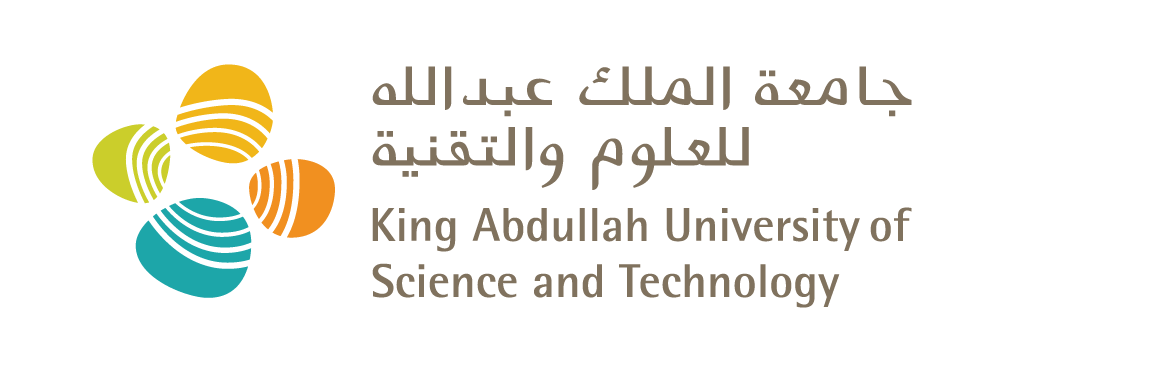 جامعة الملك عبدالله
للعلوم والتقنية
King Abdullah University of
Science and Technology